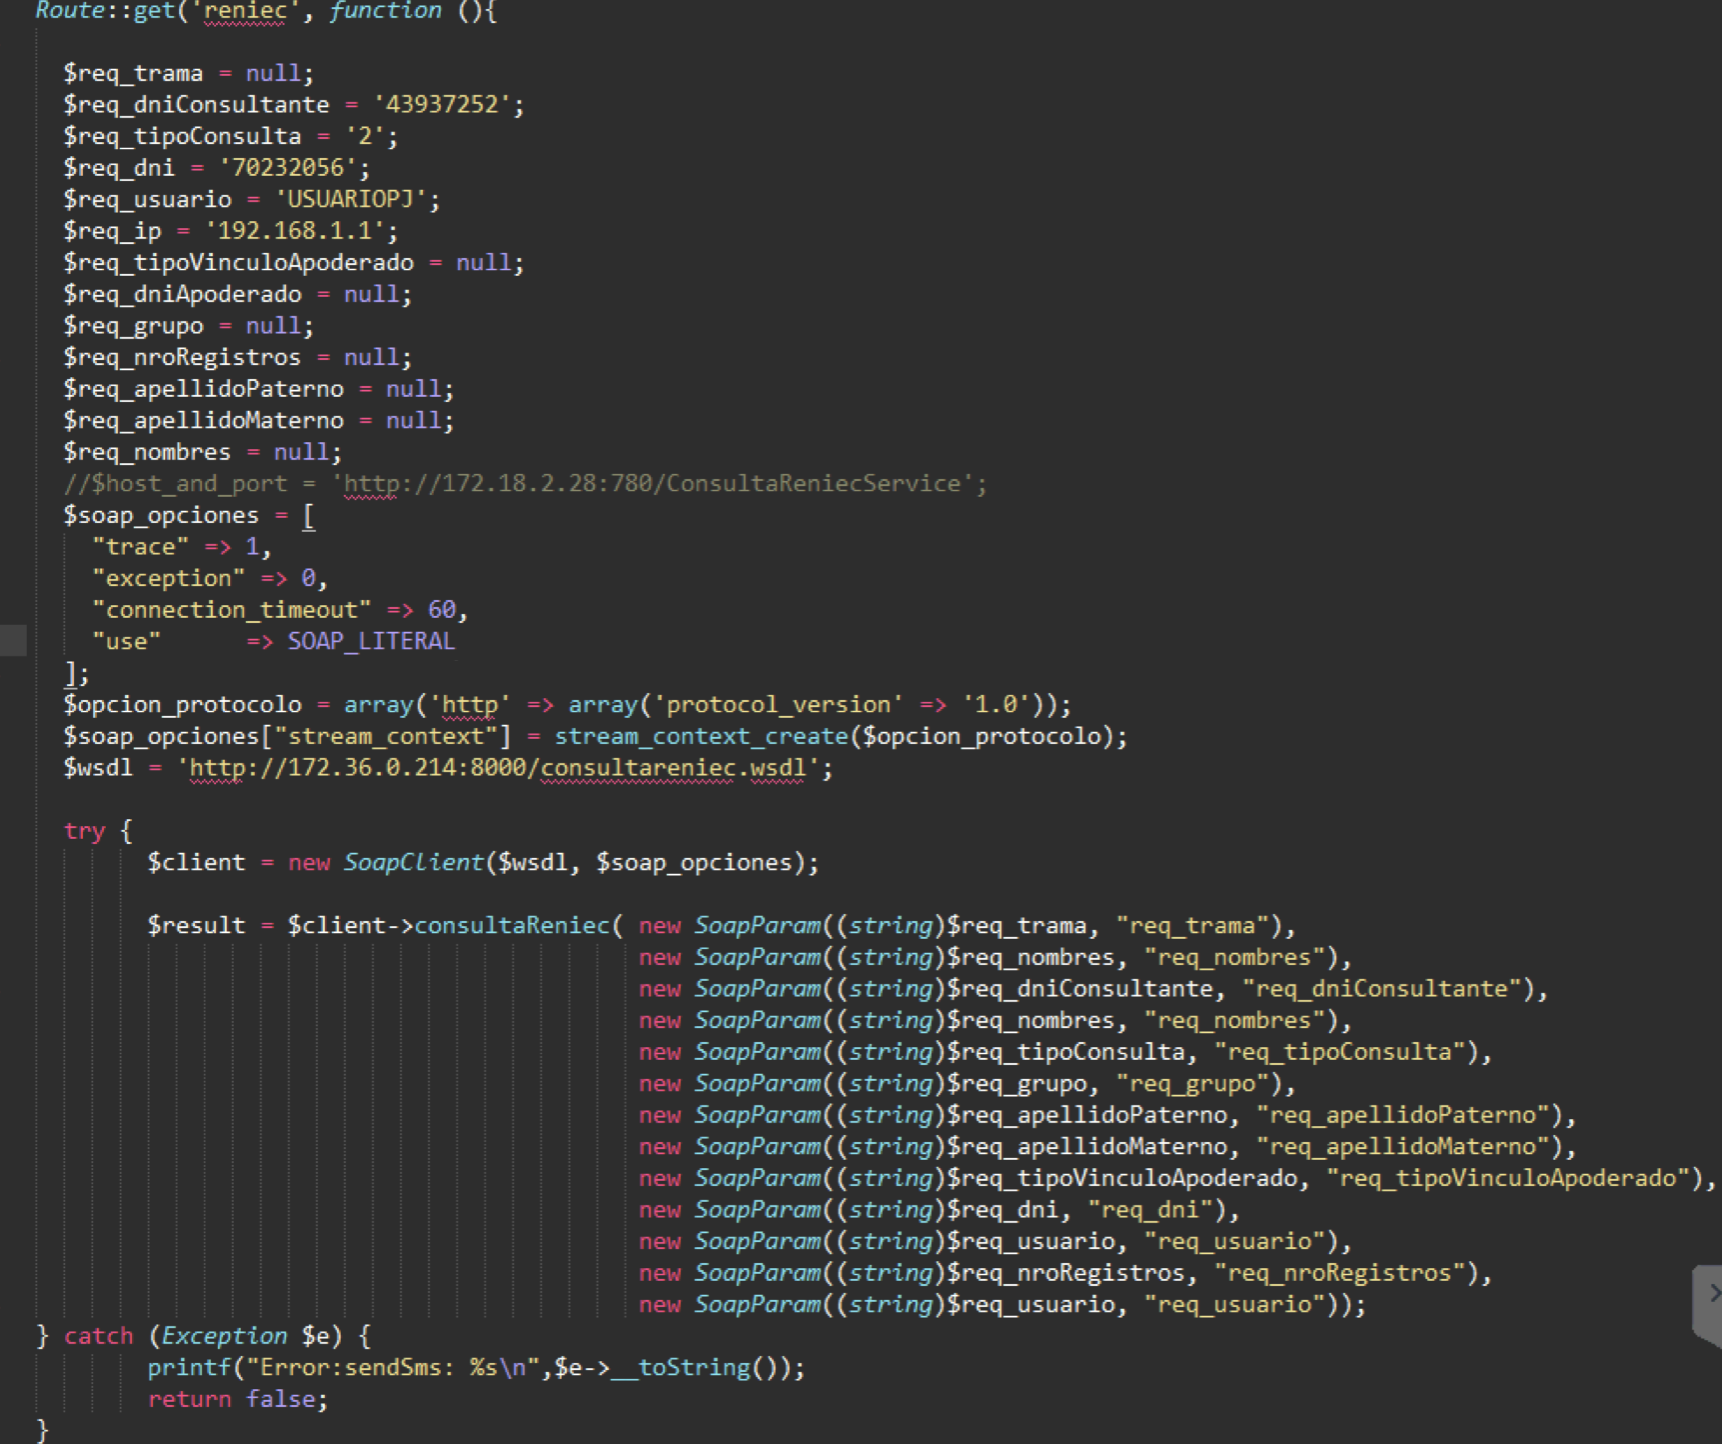 Route::get('reniec', function (){
$req_trama = null;
$req_dniConsultante = '43937252';
$req_tipoConsulta = '2';
$req_dni = '70232056';
$req_usuario = 'USUARIOPJ';
$req_ip = '192.168.1.1';
$req_tipoVinculoApoderado = null;
$req_dniApoderado = null;
$req_grupo = null;
$req_nroRegistros = null;
$req_apellidoPaterno = null;
$req_apellidoMaterno = null;
$req_nombres = null;
//$host_and_port = 'http://172.18.2.28:780/ConsultaReniecService';
$soap_opciones = [
"trace" => 1,
"exception" => 0,
"connection_timeout" => 60,
"use" => SOAP_LITERAL
];
$opcion_protocolo = array('http' => array('protocol_version' => '1.0'));
$soap_opciones["stream_context"] = stream_context_create($opcion_protocolo);
$wsdl = 'http://172.36.0.214:8000/consultareniec.wsdl';
try {
$client = new SoapClient($wsdl, $soap_opciones);
$result = $client->consultaReniec( new SoapParam((string)$req_trama, "req_trama"),
new SoapParam((string)$req_nombres, "req_nombres"),
new SoapParam((string)$req_dniConsultante, "req_dniConsultante"),
new SoapParam((string)$req_nombres, "req_nombres"),
new SoapParam((string)$req_tipoConsulta, "req_tipoConsulta"),
new SoapParam((string)$req_grupo, "req_grupo"),
new SoapParam((string)$req_apellidoPaterno, "req_apellidoPaterno"),
new SoapParam((string)$req_apellidoMaterno, "req_apellidoMaterno"),
new SoapParam((string)$req_tipoVinculoApoderado, "req_tipoVinculoApoderado"),
new SoapParam((string)$req_dni, "req_dni"),
new SoapParam((string)$req_usuario, "req_usuario"),
new SoapParam((string)$req_nroRegistros, "req_nroRegistros"),
new SoapParam((string)$req_usuario, "req_usuario"));
} catch (Exception $e) {
printf("Error:sendSms: %s\n",$e->__toString());
return false;
}